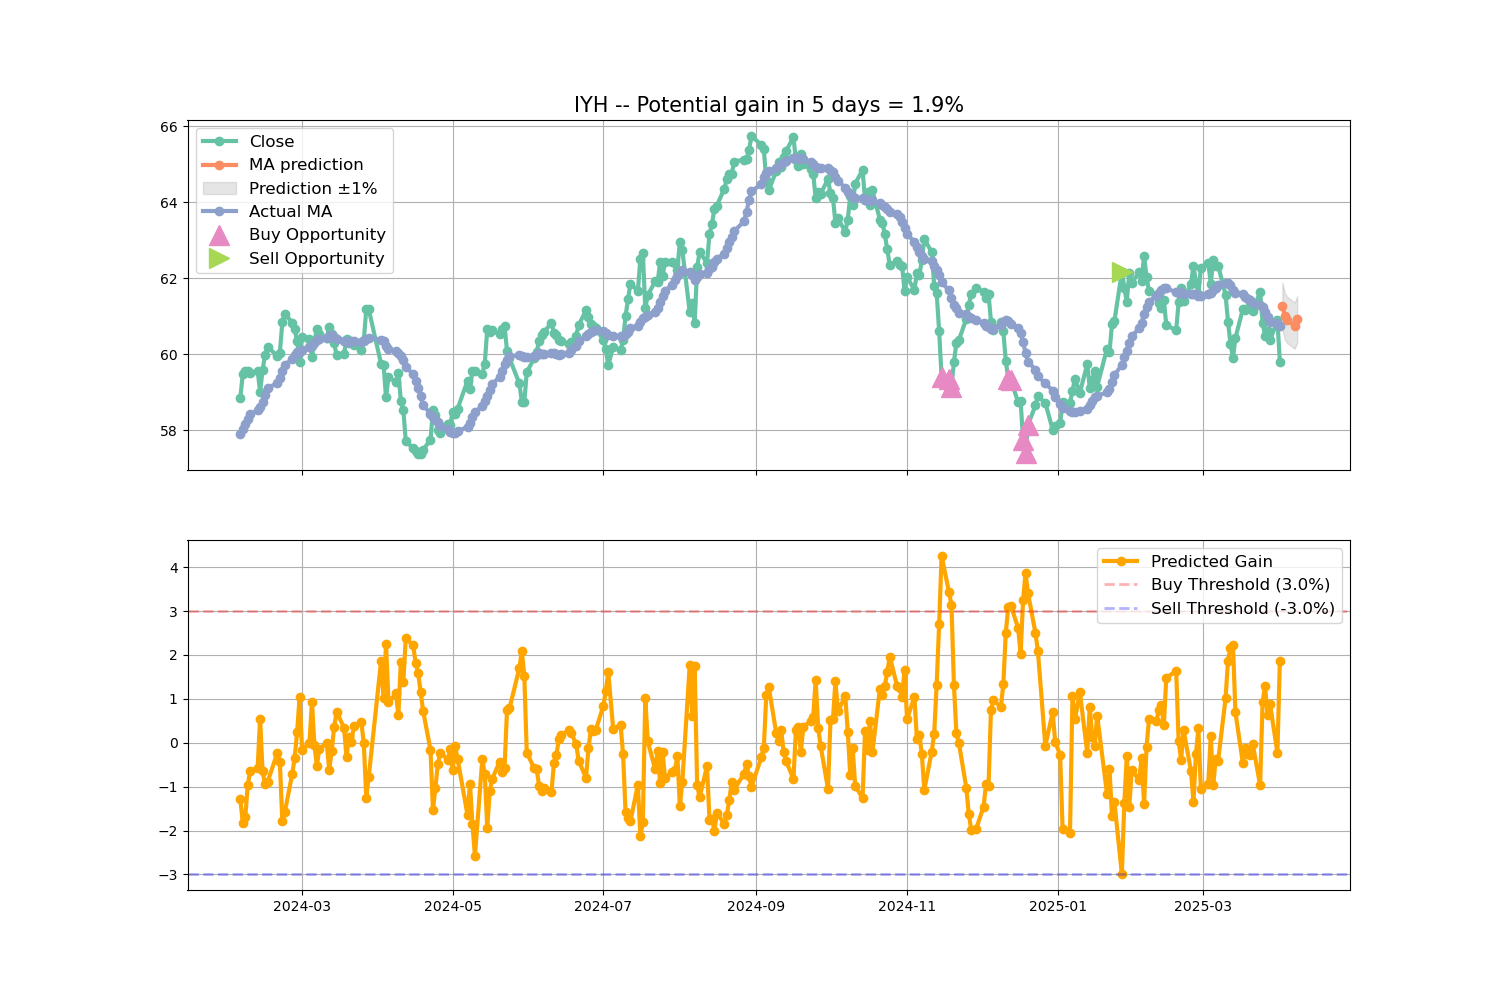 IYH -- Potential gain in 5 days = 1.9%
66
64
62
60
58
Close
MA prediction
Prediction ±1%
Actual MA
Buy Opportunity
Sell Opportunity
4
3
2
1
0
−1
−2
−3
Predicted Gain
Buy Threshold (3.0%)
Sell Threshold (-3.0%)
2024-03
2024-05
2024-07
2024-09
2024-11
2025-01
2025-03